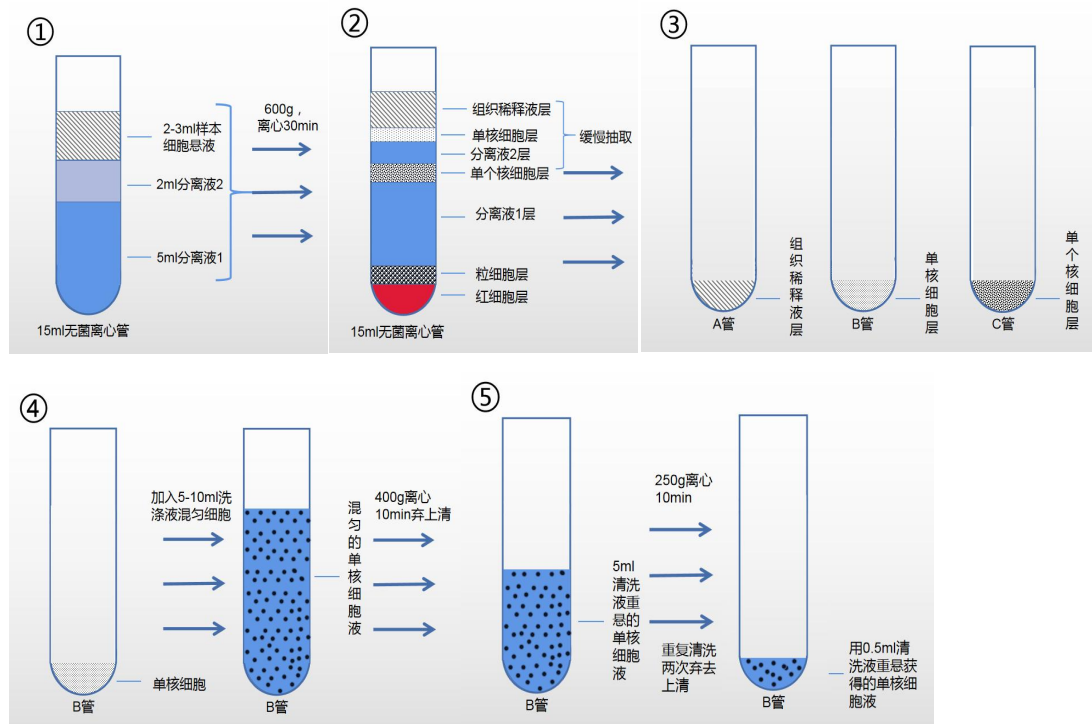 ①
2-3ml样本
细胞悬液
2ml分离液2
5ml分离液1
600g，
离心30min
15ml无菌离心管
②
组织稀释液层
单核细胞层
分离液2层
单个核细胞层
缓慢抽取
分离液1层
粒细胞层
红细胞层
15ml无菌离心管
③
组织稀释液层
A管
单核细胞层
B管
单个核细胞层
C管
④
加入5-10ml洗
涤液混匀细胞
单核细胞
B管
混匀的单核细胞液
400g离心
10min弃上清
B管
⑤
5ml
清洗
液重
悬的
单核
细胞
液
B管
250g离心
10min
重复清洗
两次弃去
上清
用0.5ml清
洗液重悬获
得的单核细
胞液
B管